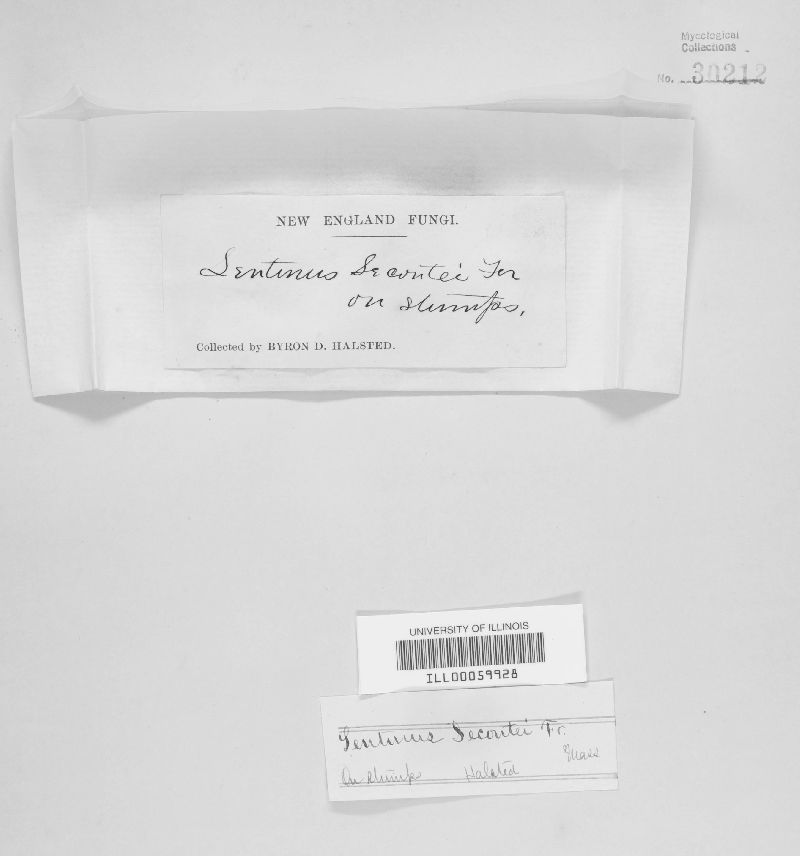 Mycological
Collections
No. 30212
NEW ENGLAND FUNGI.
Lentinus Lecontei Fr
on stumps.
Collected by BYRON D. HALSTED.
UNIVERSITY OF ILLINOIS
ILL00059928
Lentinus Lecontei Fr.
Mass
On stumps Halsted